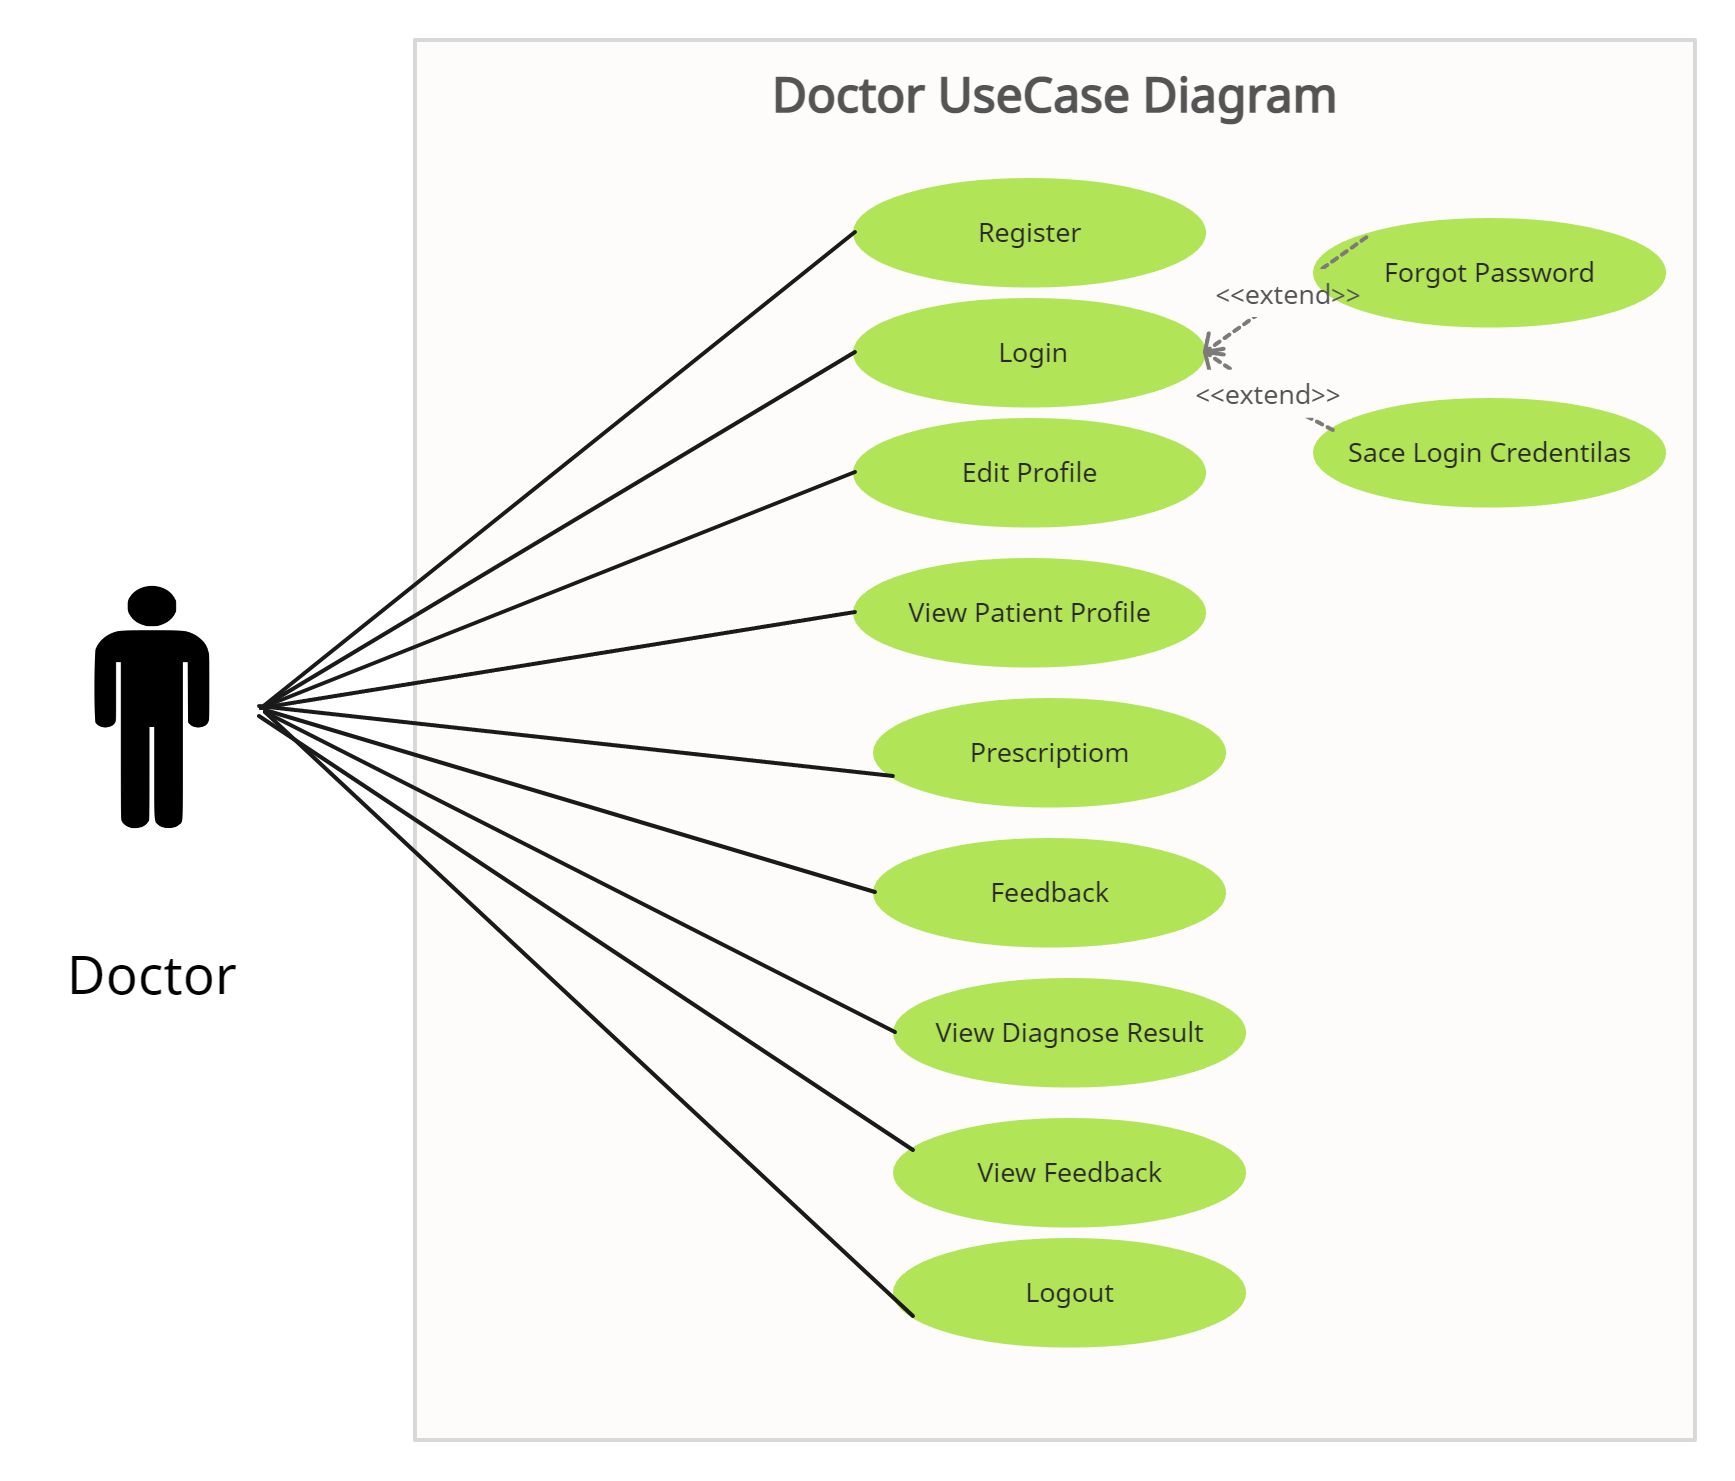 Doctor UseCase Diagram
Register
Forgot Password
<<extend>>
Login
<<extend>>
Sace Login Credentilas
Edit Profile
View Patient Profile
Prescriptiom
Feedback
Doctor
View Diagnose Result
View Feedback
Logout